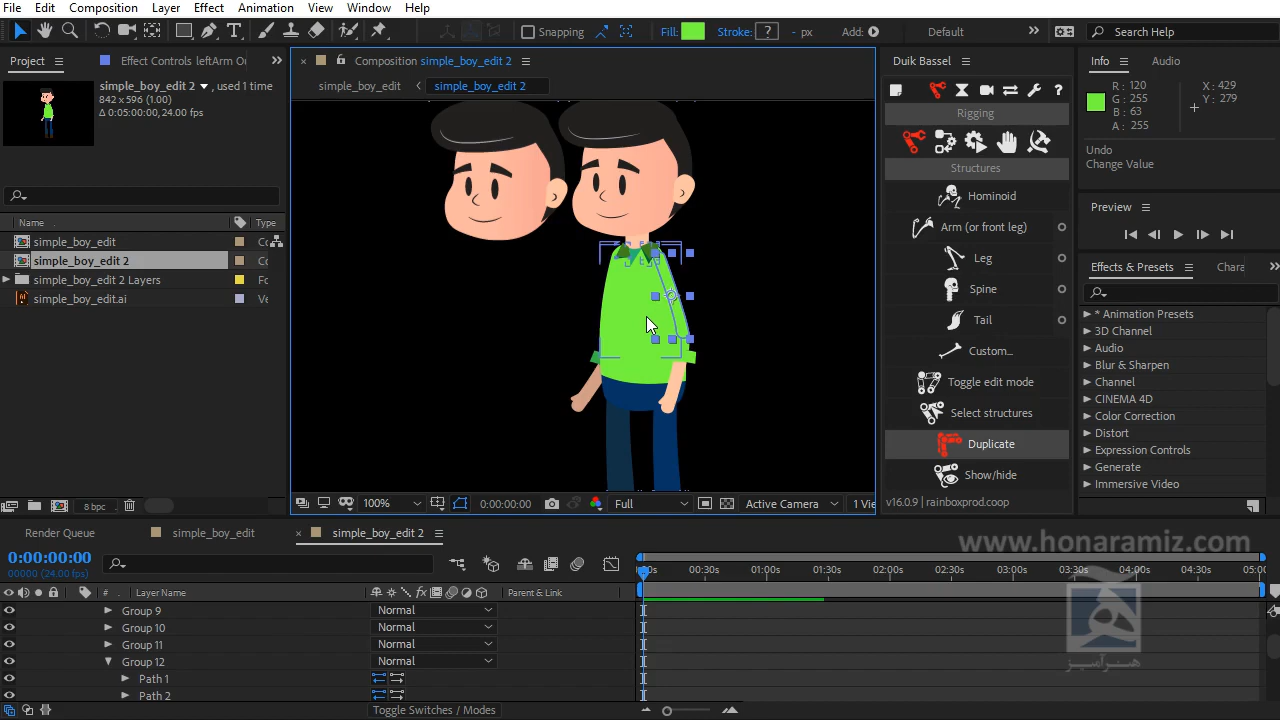 File Edit Composition Layer Effect Animation View Window Help
Snapping Fill: Stroke: ? - px Add: Default Search Help
Project Effect Controls leftArm Ou
simple_boy_edit 2 , used 1 time
842 x 596 (1.00)
Δ 0:05:00:00, 24.00 fps
Name Type
simple_boy_edit Co
simple_boy_edit 2 Co
simple_boy_edit 2 Layers Fo
simple_boy_edit.ai Ve
8 bpc
Composition simple_boy_edit 2
simple_boy_edit simple_boy_edit 2
100% 0:00:00:00 Full Active Camera 1 Vie
Duik Bassel
?
Rigging
Structures
Hominoid
Arm (or front leg)
Leg
Spine
Tail
Custom...
Toggle edit mode
Select structures
Duplicate
Show/hide
v16.0.9 | rainboxprod.coop
Info Audio
R : 120
G : 255
B : 63
A : 255
X : 429
Y : 279
Undo
Change Value
Preview
Effects & Presets Chara
* Animation Presets
3D Channel
Audio
Blur & Sharpen
Channel
CINEMA 4D
Color Correction
Distort
Expression Controls
Generate
Immersive Video
Render Queue simple_boy_edit simple_boy_edit 2
www.honaramiz.com
0:00:00:00
00000 (24.00 fps)
# Layer Name fx Parent & Link
:00s 00:30s 01:00s 01:30s 02:00s 02:30s 03:00s 03:30s 04:00s 04:30s 05:00
Group 9 Normal
Group 10 Normal
Group 11 Normal
Group 12 Normal
Path 1
Path 2
Toggle Switches / Modes
هنرآمیز